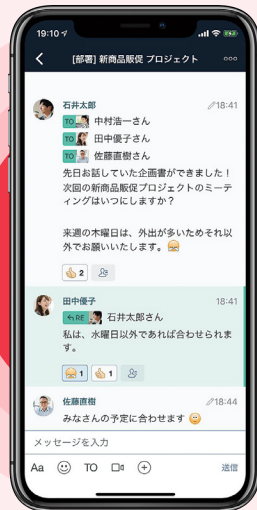 19:10
[部署] 新商品販促 プロジェクト
石井太郎 18:41
TO 中村浩一さん
TO 田中優子さん
TO 佐藤直樹さん
先日お話していた企画書ができました！
次回の新商品販促プロジェクトのミーテ
ィングはいつにしますか？
来週の木曜日は、外出が多いためそれ以
外でお願いいたします。
2
田中優子 18:41
RE 石井太郎さん
私は、水曜日以外であれば合わせられま
す。
1 1
佐藤直樹 18:44
みなさんの予定に合わせます
メッセージを入力
Aa TO 送信